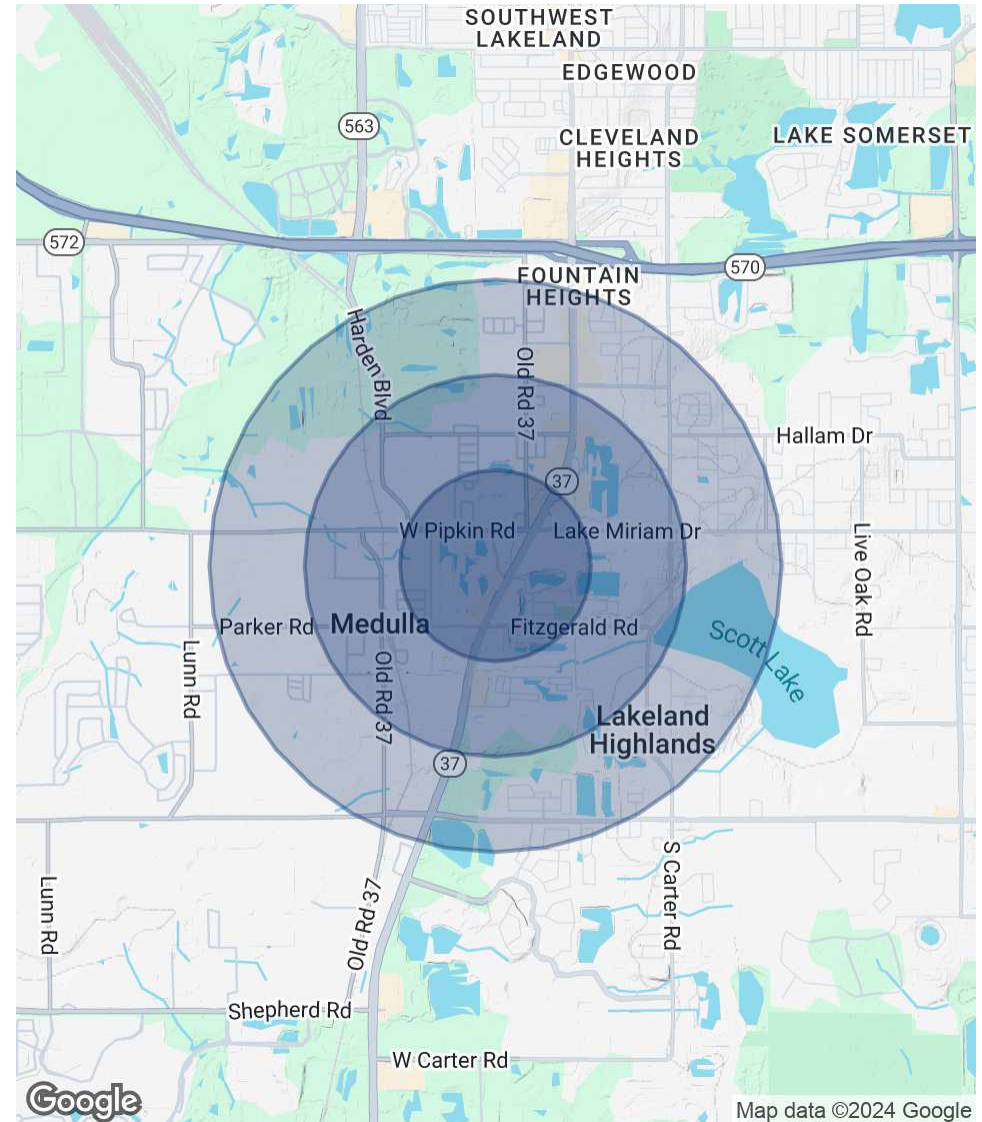 SOUTHWEST
LAKELAND
EDGEWOOD
563
CLEVELAND
HEIGHTS
LAKE SOMERSET
572
570
FOUNTAIN
HEIGHTS
Harden Blvd
Old Rd 37
Hallam Dr
37
W Pipkin Rd
Lake Miriam Dr
Live Oak Rd
Parker Rd
Medulla
Fitzgerald Rd
Scott Lake
Lunn Rd
Old Rd 37
Lakeland
Highlands
37
S Carter Rd
Lunn Rd
Old Rd 37
Shepherd Rd
W Carter Rd
Google
Map data ©2024 Google